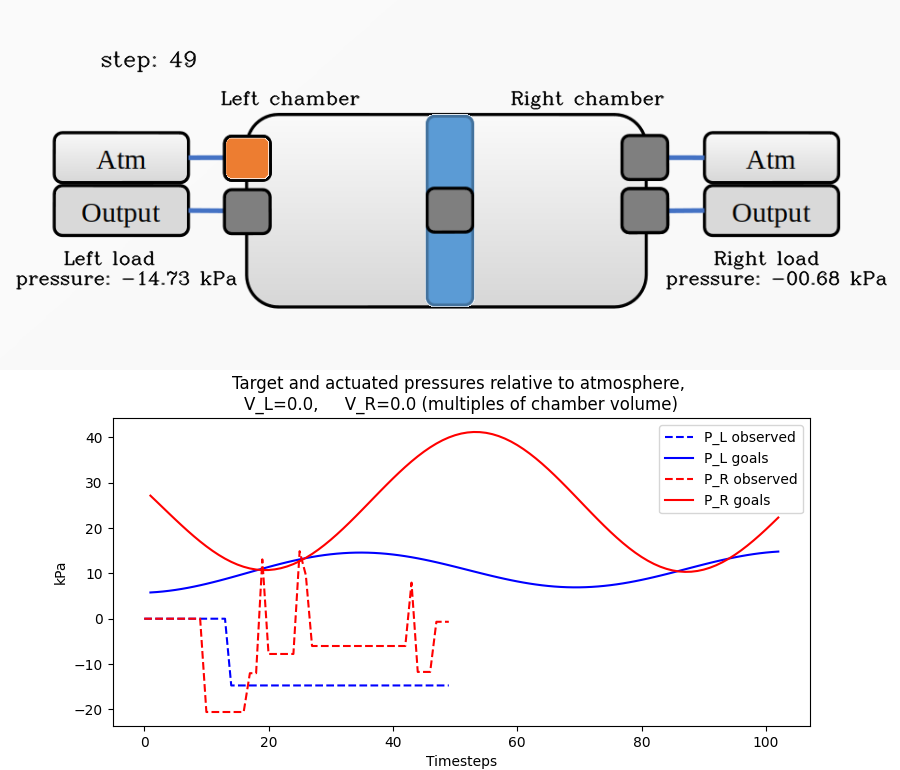 step: 49
Left chamber
Right chamber
Atm
Atm
Output
Output
Left load
pressure: −14.73 kPa
Right load
pressure: −00.68 kPa
Target and actuated pressures relative to atmosphere,
V_L=0.0, V_R=0.0 (multiples of chamber volume)
P_L observed
P_L goals
P_R observed
P_R goals
kPa
40
30
20
10
0
−10
−20
0 20 40 60 80 100
Timesteps